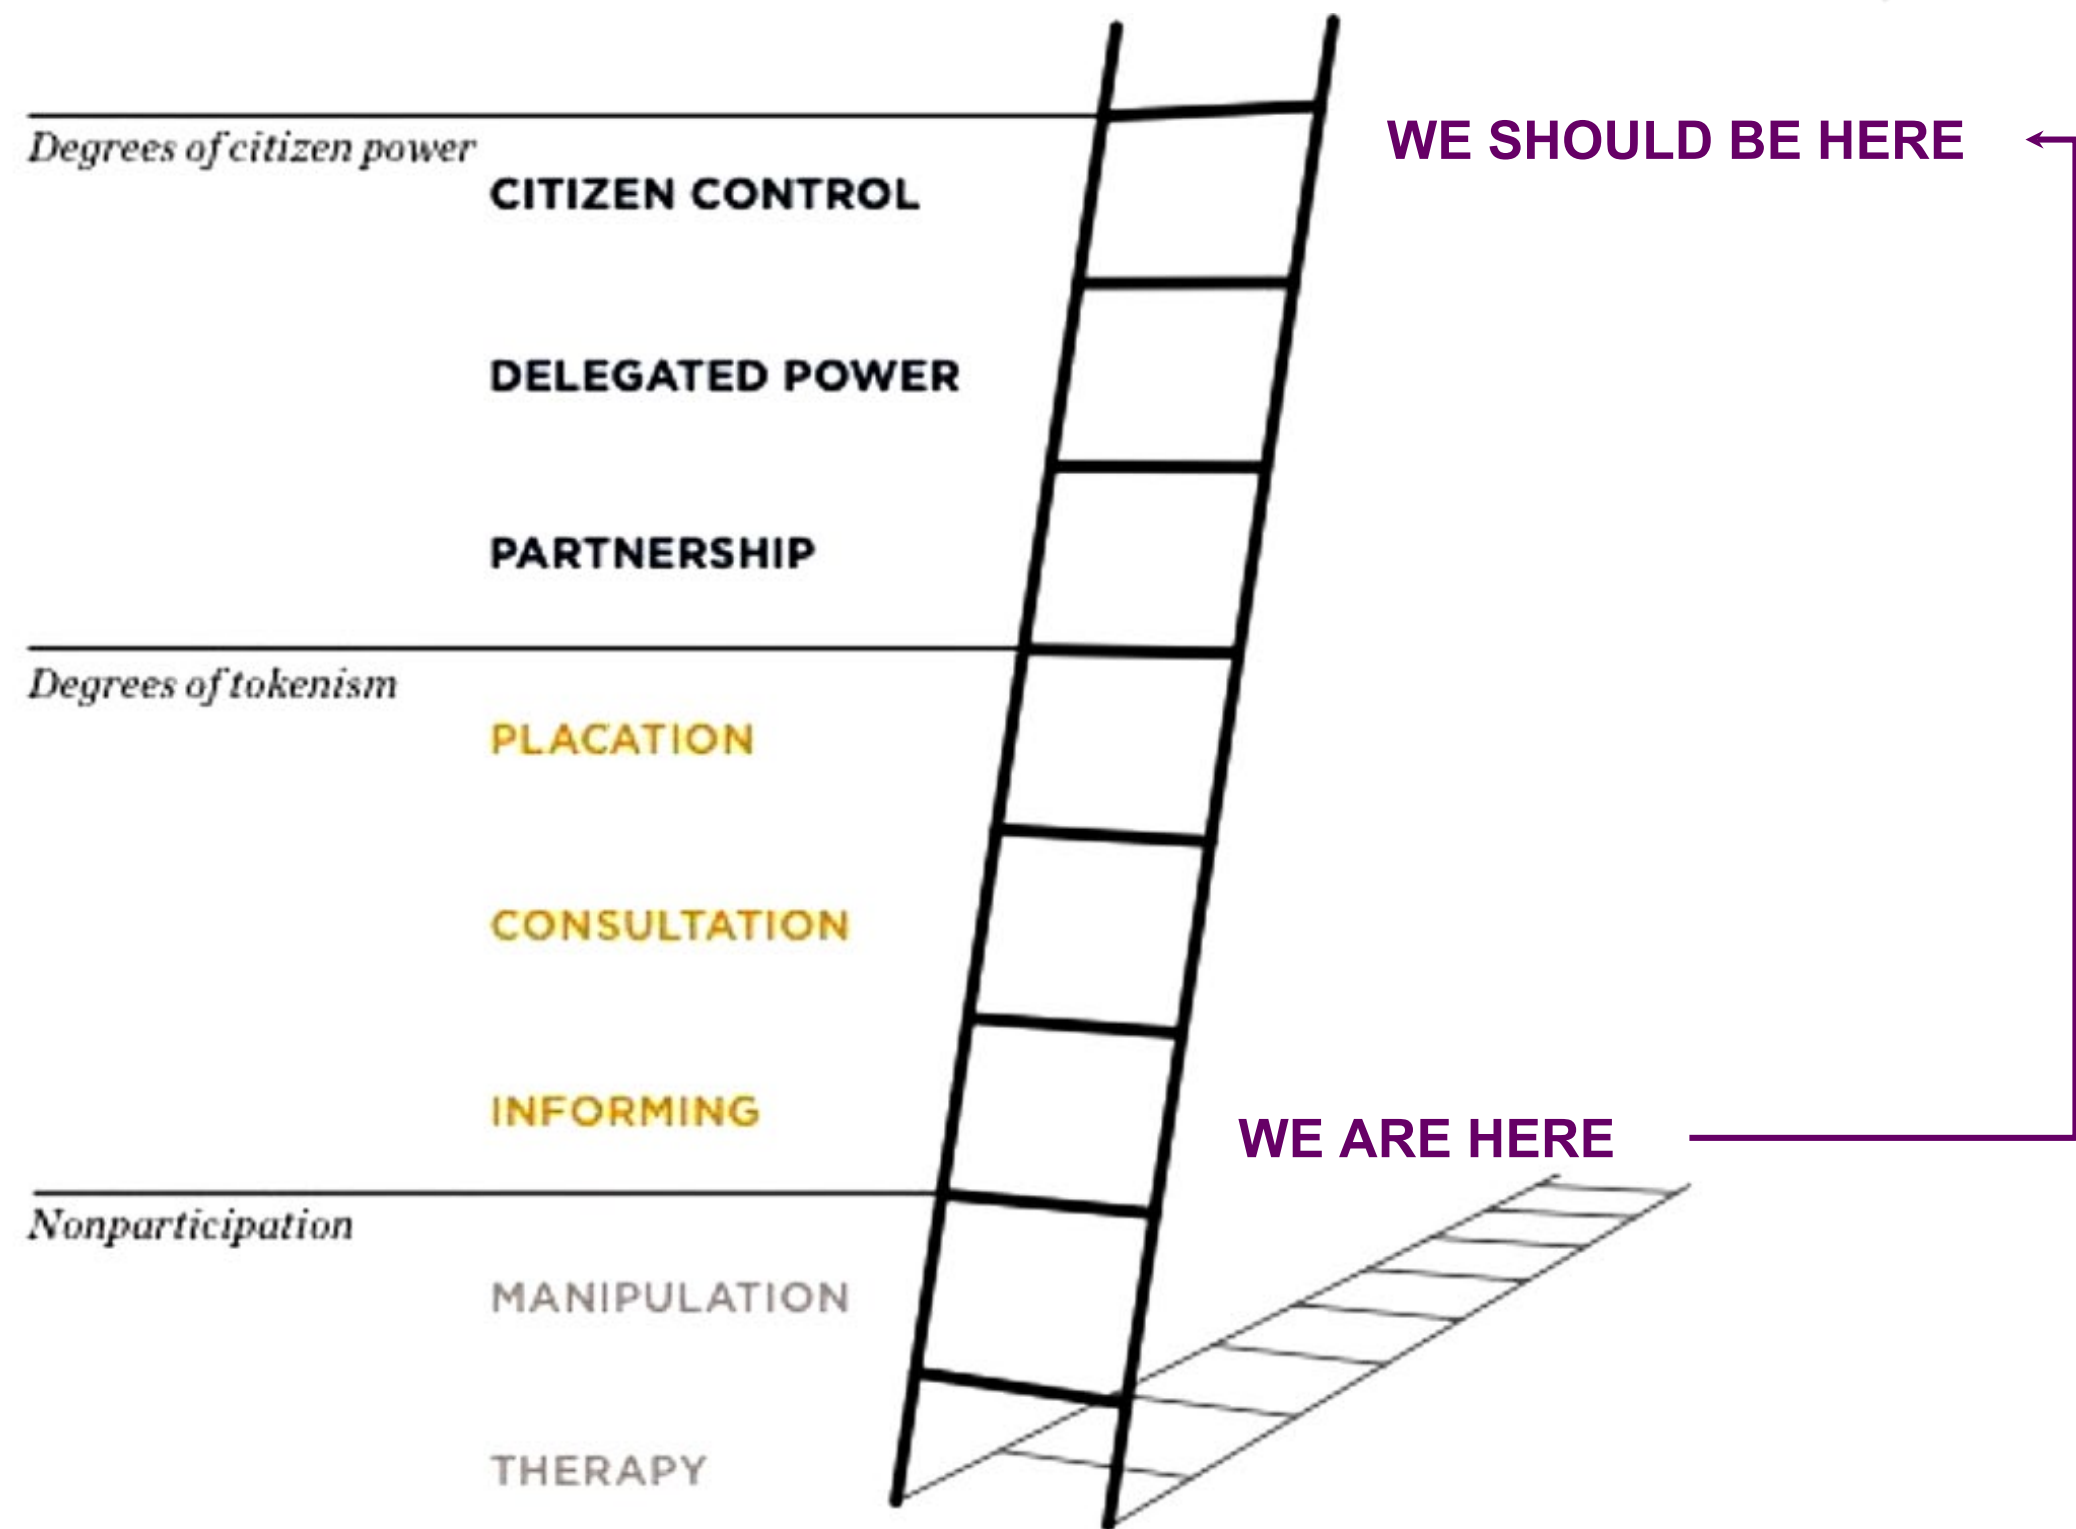 Degrees of citizen power
WE SHOULD BE HERE
CITIZEN CONTROL
DELEGATED POWER
PARTNERSHIP
Degrees of tokenism
PLACATION
CONSULTATION
INFORMING
WE ARE HERE
Nonparticipation
MANIPULATION
THERAPY